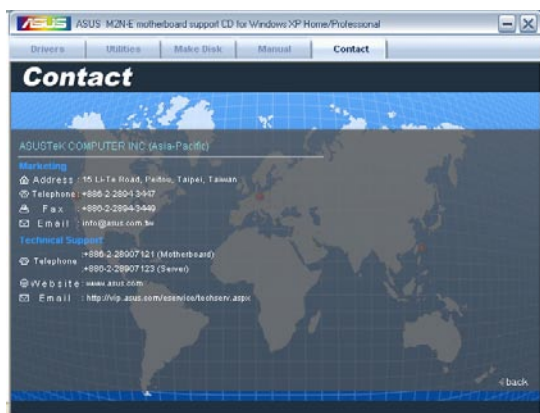 ASUS ASUS M2N-E motherboard support CD for Windows XP Home/Professional
Drivers Utilities Make Disk Manual Contact
Contact
ASUSTeK COMPUTER INC (Asia-Pacific)
Marketing
Address : 15 Li-Te Road, Peitou, Taipei, Taiwan
Telephone : +886-2-2894-3447
Fax : +886-2-2894-3449
Email : info@asus.com.tw
Technical Support
Telephone :+886-2-28907121 (Motherboard)
:+886-2-28907123 (Server)
Website : www.asus.com
Email : http://vip.asus.com/eservice/techserv.aspx
back